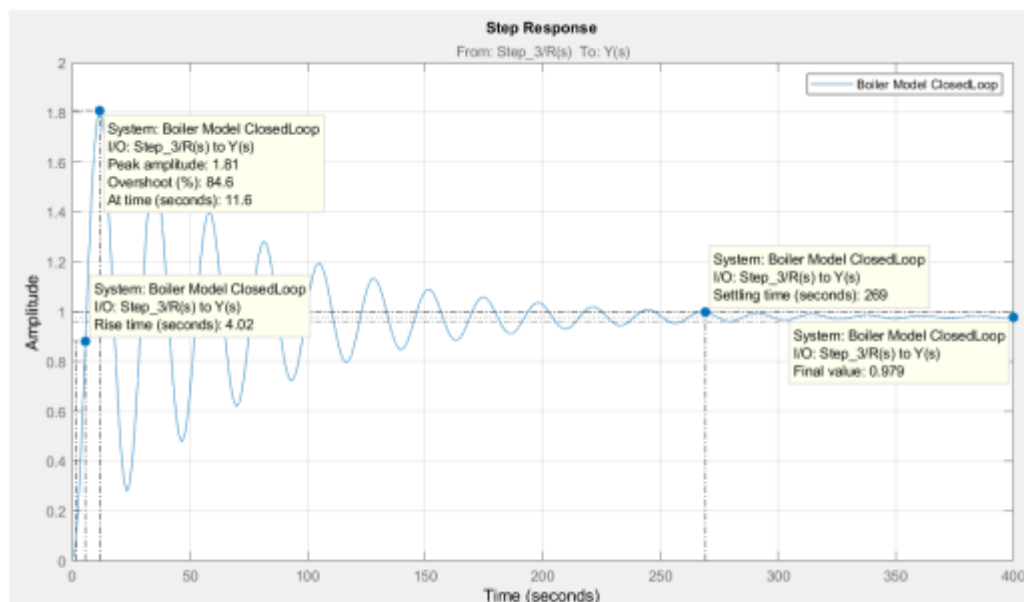 Step Response
From: Step_3/R(s) To: Y(s)
Boiler Model ClosedLoop
Amplitude
2
1.8
1.6
1.4
1.2
1
0.8
0.6
0.4
0.2
0
System: Boiler Model ClosedLoop
I/O: Step_3/R(s) to Y(s)
Peak amplitude: 1.81
Overshoot (%): 84.6
At time (seconds): 11.6
System: Boiler Model ClosedLoop
I/O: Step_3/R(s) to Y(s)
Rise time (seconds): 4.02
System: Boiler Model ClosedLoop
I/O: Step_3/R(s) to Y(s)
Settling time (seconds): 269
System: Boiler Model ClosedLoop
I/O: Step_3/R(s) to Y(s)
Final value: 0.979
0 50 100 150 200 250 300 350 400
Time (seconds)